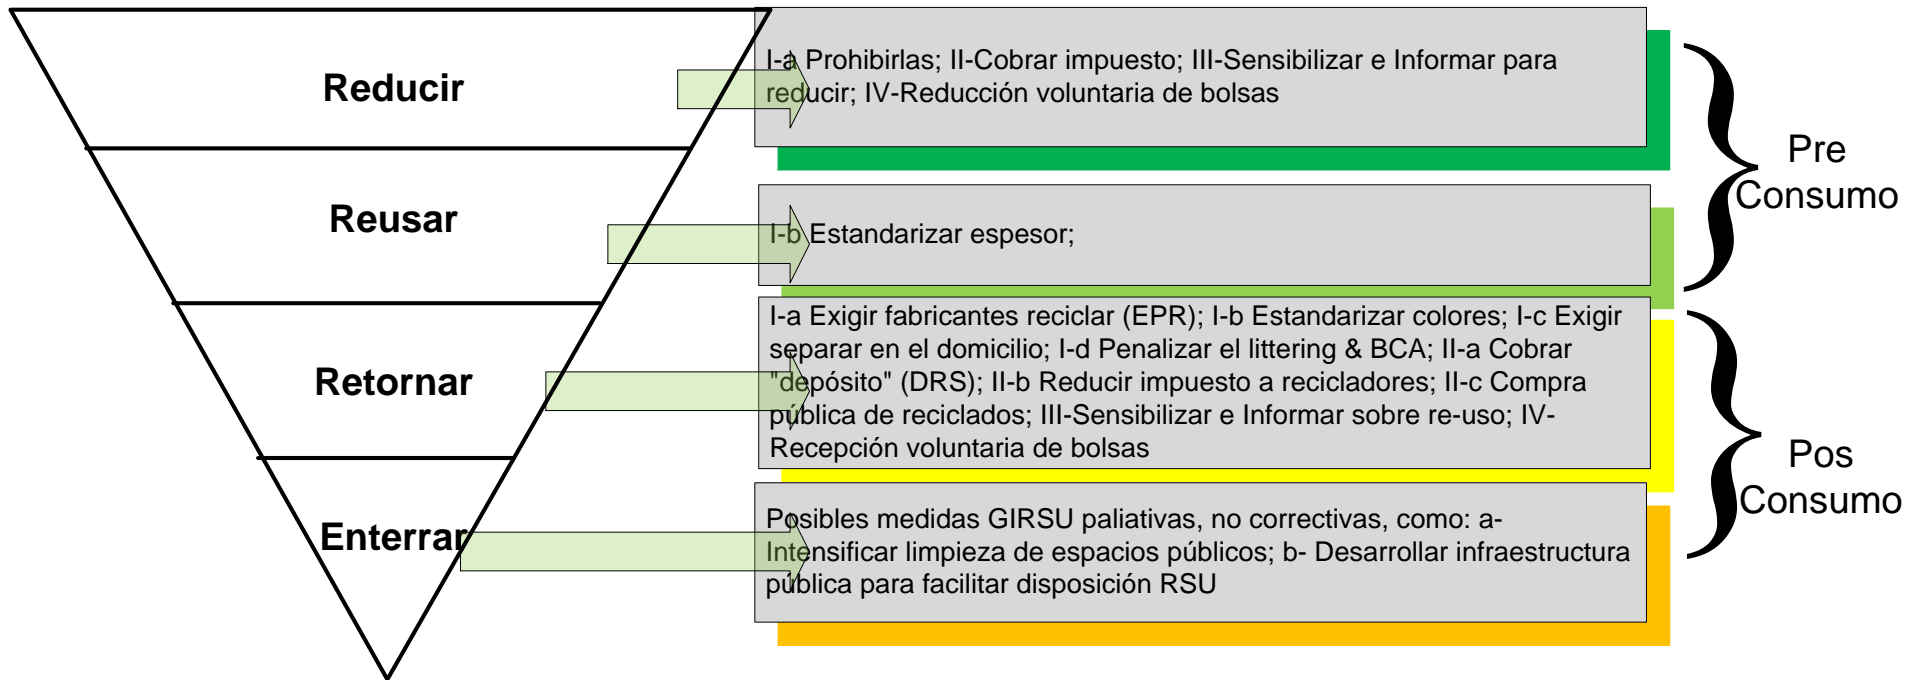 Reducir
I-a Prohibirlas; II-Cobrar impuesto; III-Sensibilizar e Informar para
reducir; IV-Reducción voluntaria de bolsas
Reusar
I-b Estandarizar espesor;
Pre
Consumo
Retornar
I-a Exigir fabricantes reciclar (EPR); I-b Estandarizar colores; I-c Exigir
separar en el domicilio; I-d Penalizar el littering & BCA; II-a Cobrar
"depósito" (DRS); II-b Reducir impuesto a recicladores; II-c Compra
pública de reciclados; III-Sensibilizar e Informar sobre re-uso; IV-
Recepción voluntaria de bolsas
Enterrar
Posibles medidas GIRSU paliativas, no correctivas, como: a-
Intensificar limpieza de espacios públicos; b- Desarrollar infraestructura
pública para facilitar disposición RSU
Pos
Consumo